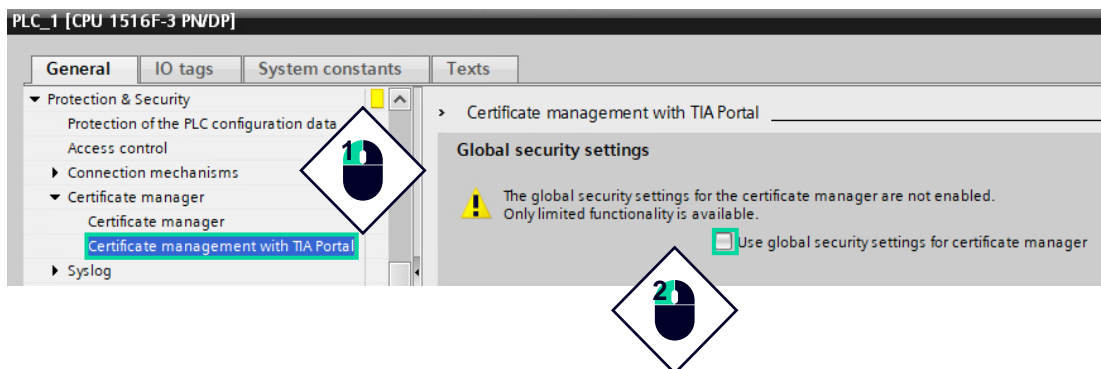 PLC_1 [CPU 1516F-3 PN/DP]
General
IO tags
System constants
Texts
Protection & Security
Protection of the PLC configuration data
Access control
Connection mechanisms
Certificate manager
Certificate manager
Certificate management with TIA Portal
Syslog
1
Certificate management with TIA Portal
Global security settings
The global security settings for the certificate manager are not enabled.
Only limited functionality is available.
Use global security settings for certificate manager
2